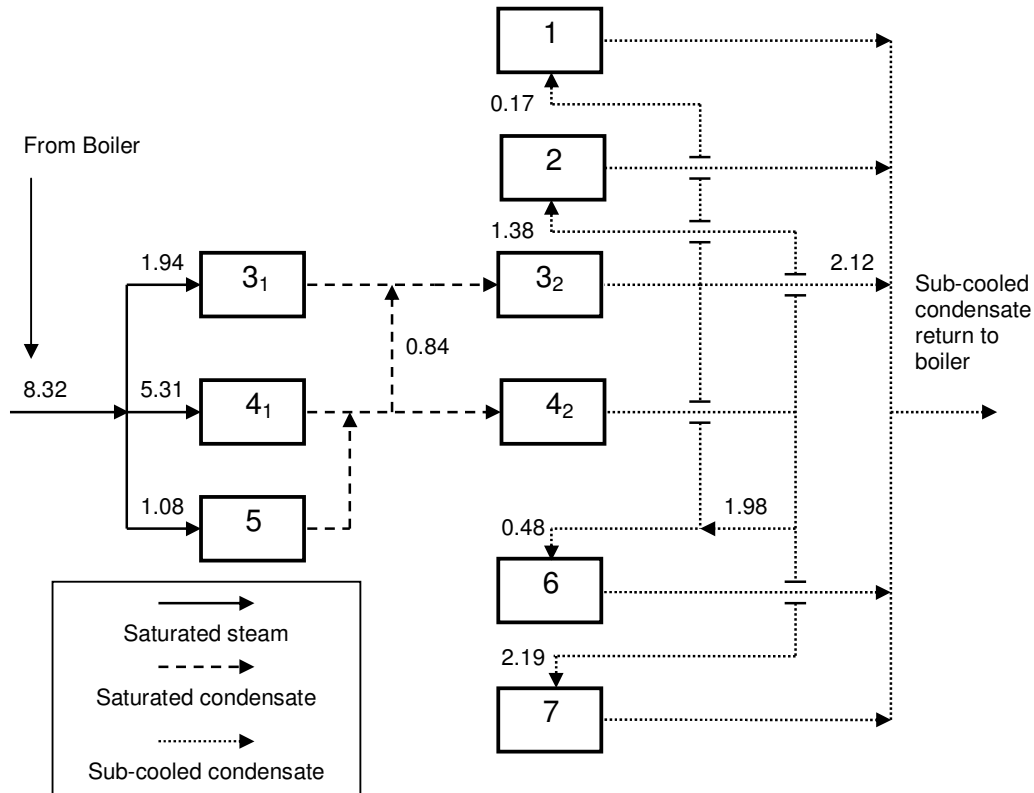 1
0.17
From Boiler
2
1.38
1.94
3₁
3₂
2.12
Sub-cooled
condensate
return to
boiler
0.84
8.32
5.31
4₁
4₂
1.08
5
0.48
1.98
6
Saturated steam
2.19
Saturated condensate
7
Sub-cooled condensate